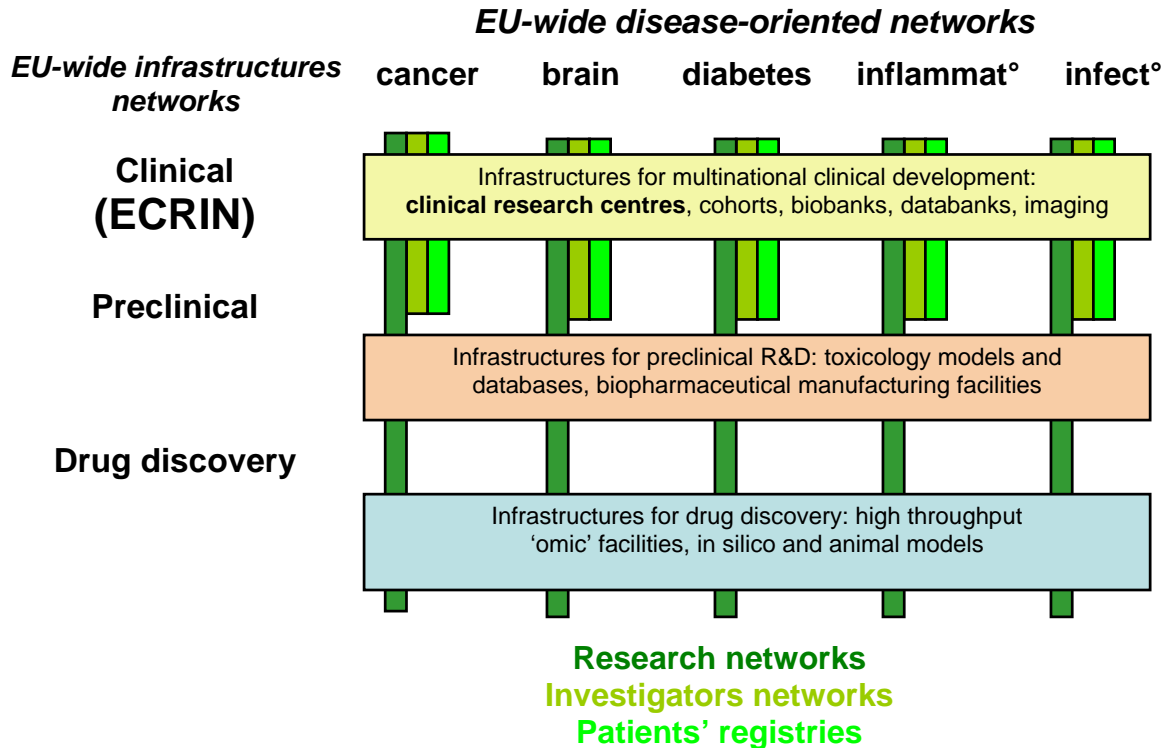 EU-wide disease-oriented networks
EU-wide infrastructures
networks
cancer brain diabetes inflammat° infect°
Clinical
(ECRIN)
Infrastructures for multinational clinical development:
clinical research centres, cohorts, biobanks, databanks, imaging
Preclinical
Infrastructures for preclinical R&D: toxicology models and
databases, biopharmaceutical manufacturing facilities
Drug discovery
Infrastructures for drug discovery: high throughput
‘omic’ facilities, in silico and animal models
Research networks
Investigators networks
Patients’ registries